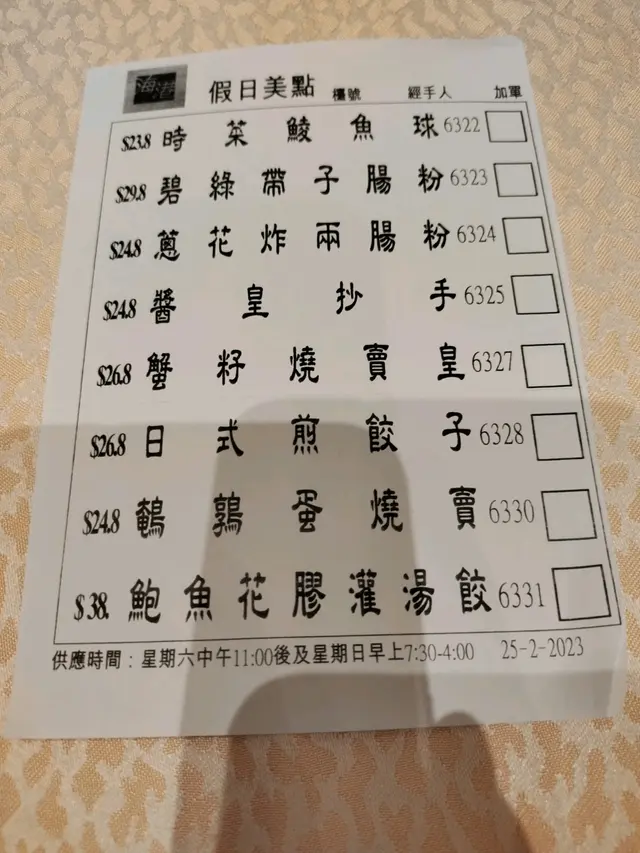 海港 假日美點 檯號 經手人 加單
$23.8 時菜鯪魚球 6322
$29.8 碧綠帶子腸粉 6323
$24.8 蔥花炸兩腸粉 6324
$24.8 醬皇抄手 6325
$26.8 蟹籽燒賣皇 6327
$26.8 日式煎餃子 6328
$24.8 鵪鶉蛋燒賣 6330
$38. 鮑魚花膠灌湯餃 6331
供應時間：星期六中午11:00後及星期日早上7:30-4:00 25-2-2023